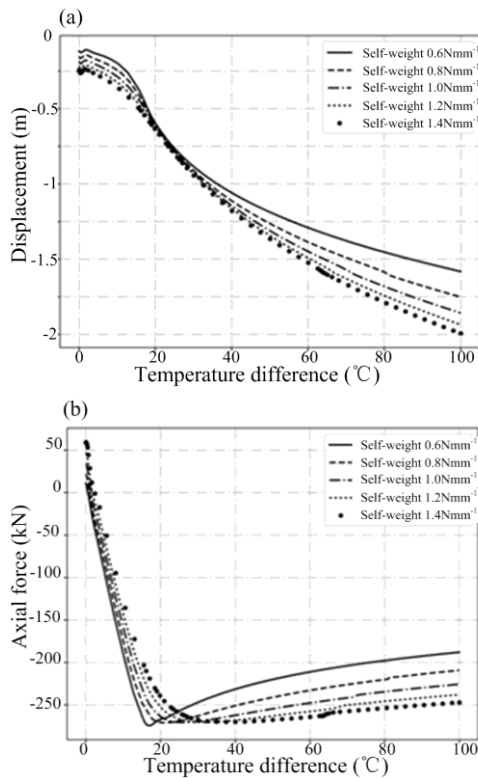 (a)
0
-0.5
-1
-1.5
-2
Displacement (m)
Self-weight 0.6Nmm⁻¹
Self-weight 0.8Nmm⁻¹
Self-weight 1.0Nmm⁻¹
Self-weight 1.2Nmm⁻¹
Self-weight 1.4Nmm⁻¹
0 20 40 60 80 100
Temperature difference (℃)
(b)
50
0
-50
-100
-150
-200
-250
Axial force (kN)
Self-weight 0.6Nmm⁻¹
Self-weight 0.8Nmm⁻¹
Self-weight 1.0Nmm⁻¹
Self-weight 1.2Nmm⁻¹
Self-weight 1.4Nmm⁻¹
0 20 40 60 80 100
Temperature difference (℃)